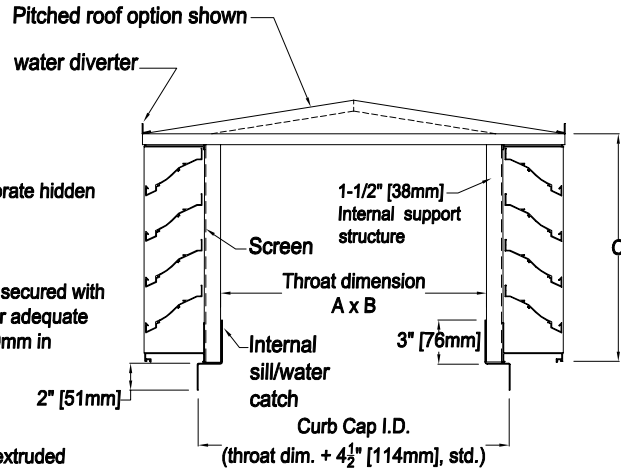 Pitched roof option shown
water diverter
orate hidden
1-1/2" [38mm]
Internal support
structure
C
Screen
secured with
r adequate
mm in
Throat dimension
A x B
Internal
sill/water
catch
3" [76mm]
2" [51mm]
Curb Cap I.D.
(throat dim. + 4½" [114mm], std.)
extruded